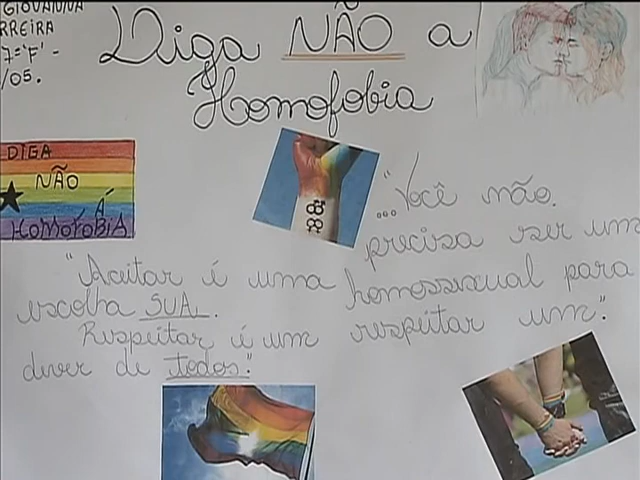 GIOVANNA
RREIRA
7ª 'F' -
/05.
Diga NÃO a
Homofobia
DIGA
NÃO
Á
HOMOFOBIA
"Aceitar é uma
escolha SUA.
Respeitar é um
dever de todos."
..."Você não.
precisa ser um
homossexual para
respeitar um".